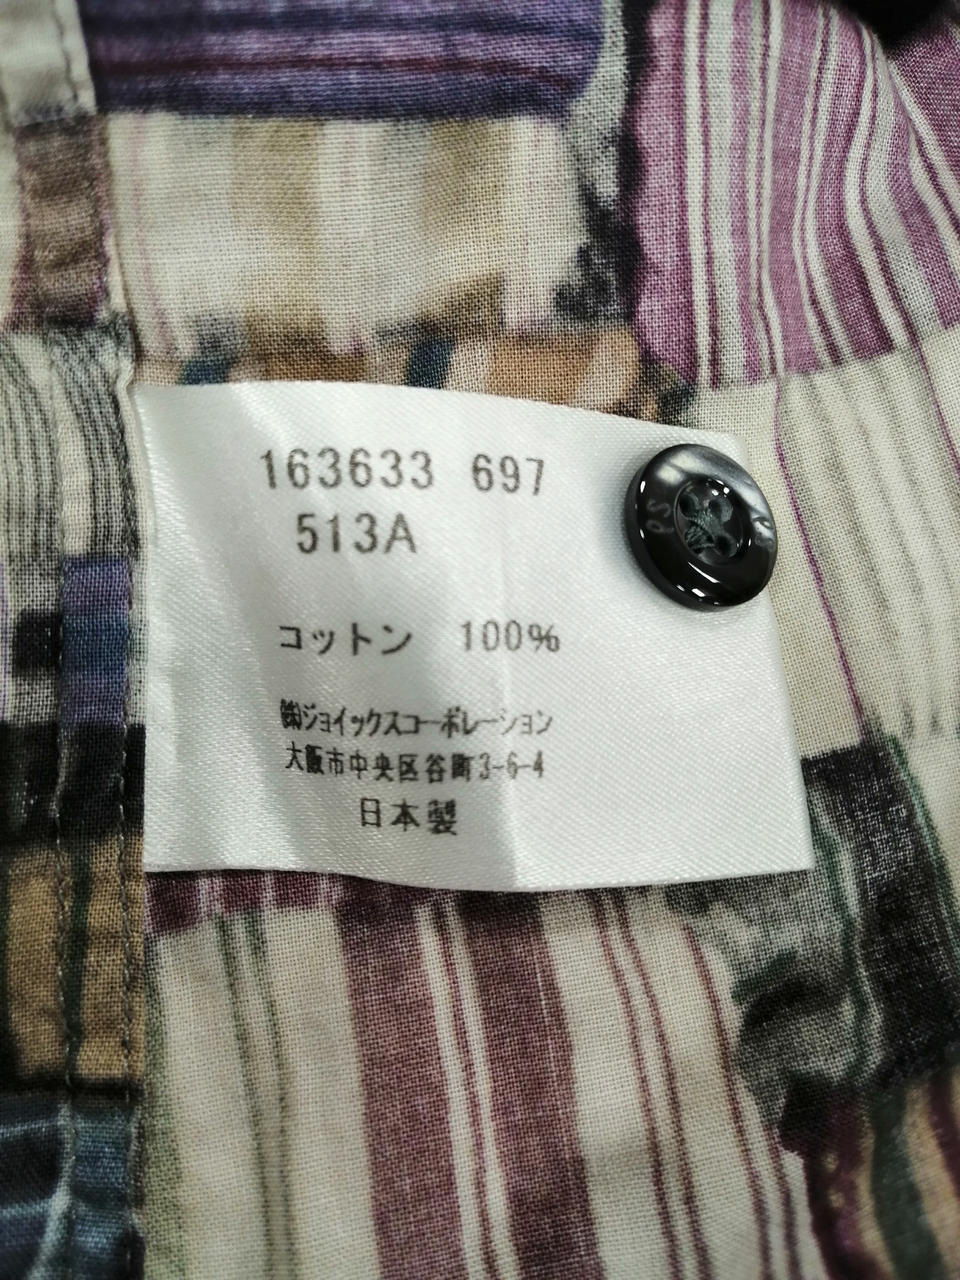 163633 697
513A
コットン 100%
㈱ジョイックスコーポレーション
大阪市中央区谷町3-6-4
日本製
PS